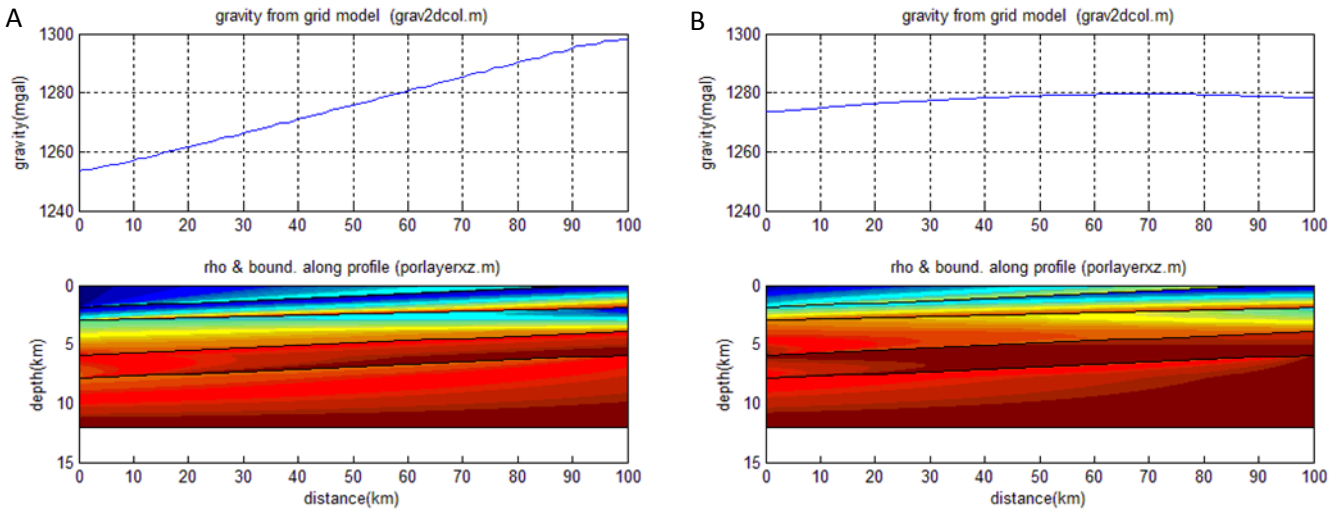 A
gravity from grid model (grav2dcol.m)
gravity(mgal)
1300
1280
1260
1240
0 10 20 30 40 50 60 70 80 90 100
rho & bound. along profile (porlayerxz.m)
depth(km)
0
5
10
15
0 10 20 30 40 50 60 70 80 90 100
distance(km)
B
gravity from grid model (grav2dcol.m)
gravity(mgal)
1300
1280
1260
1240
0 10 20 30 40 50 60 70 80 90 100
rho & bound. along profile (porlayerxz.m)
depth(km)
0
5
10
15
0 10 20 30 40 50 60 70 80 90 100
distance(km)